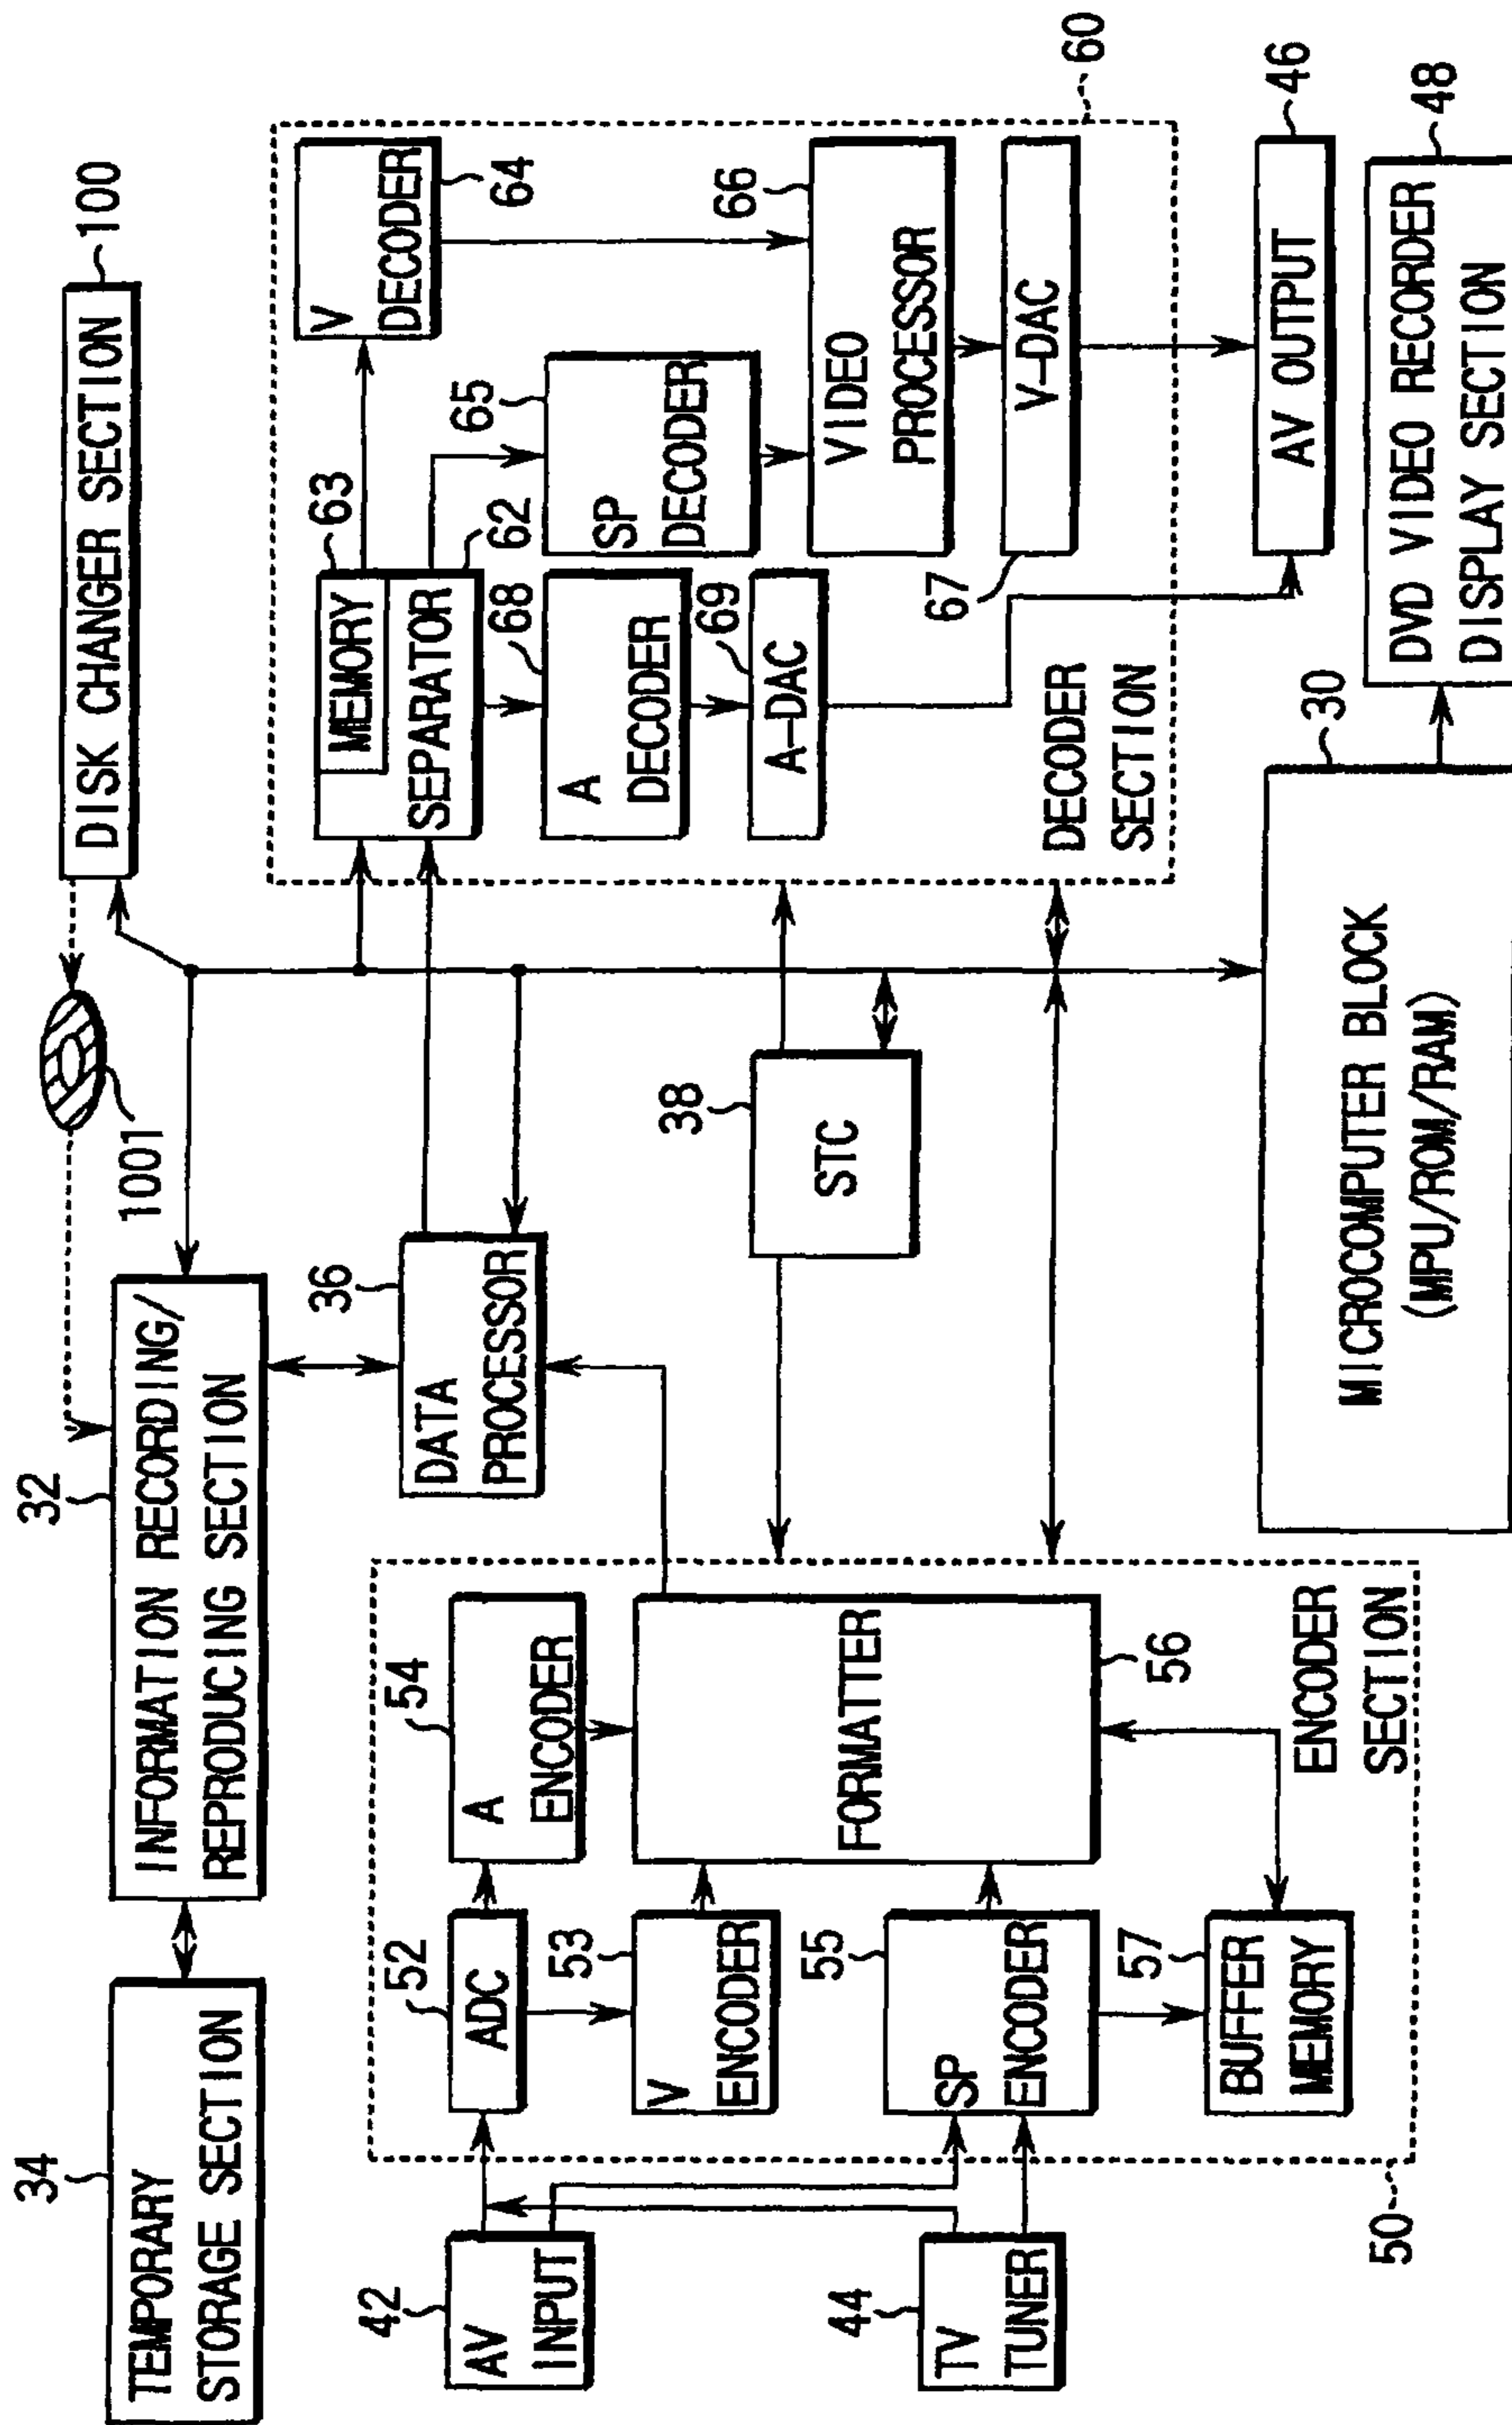 34
TEMPORARY
STORAGE SECTION
32
INFORMATION RECORDING/
REPRODUCING SECTION
1001
DISK CHANGER SECTION
100
42
AV
INPUT
44
TV
TUNER
50
52
ADC
54
A
ENCODER
53
V
ENCODER
55
SP
ENCODER
57
BUFFER
MEMORY
FORMATTER
56
ENCODER
SECTION
36
DATA
PROCESSOR
38
STC
MICROCOMPUTER BLOCK
(MPU/ROM/RAM)
30
63
MEMORY
SEPARATOR
62
V
DECODER
64
65
SP
DECODER
68
A
DECODER
69
A-DAC
66
VIDEO
PROCESSOR
67
V-DAC
DECODER
SECTION
60
AV OUTPUT
46
DVD VIDEO RECORDER
DISPLAY SECTION
48